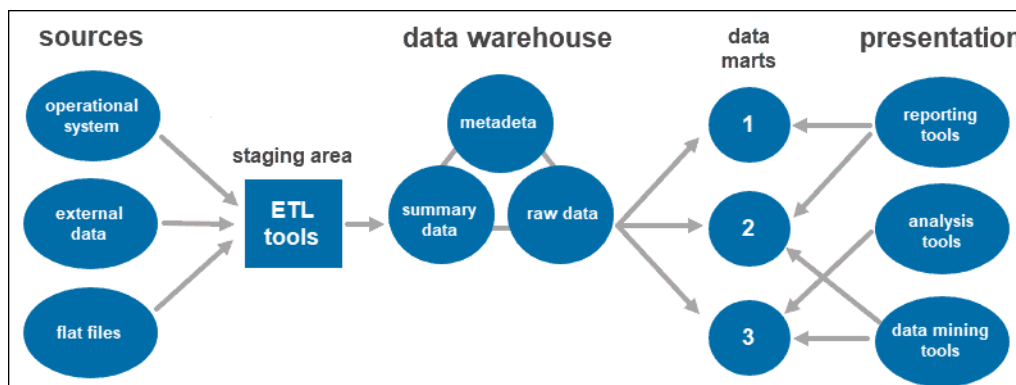 sources
data warehouse
data
marts
presentation
operational
system
external
data
flat files
staging area
ETL
tools
metadeta
summary
data
raw data
1
2
3
reporting
tools
analysis
tools
data mining
tools